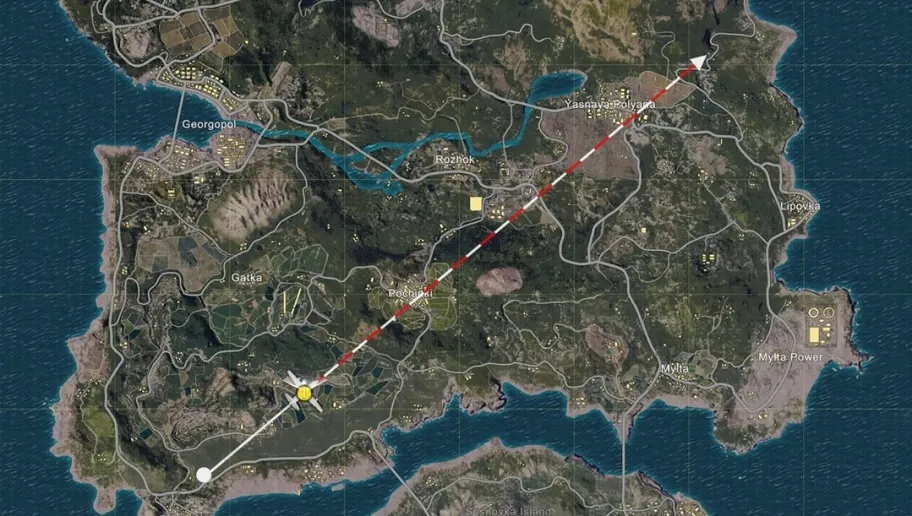 Georgopol
Yasnaya Polyana
Rozhok
Lipovka
Gatka
Pochinki
Mylta Power
Mylta
Sosnovka Island